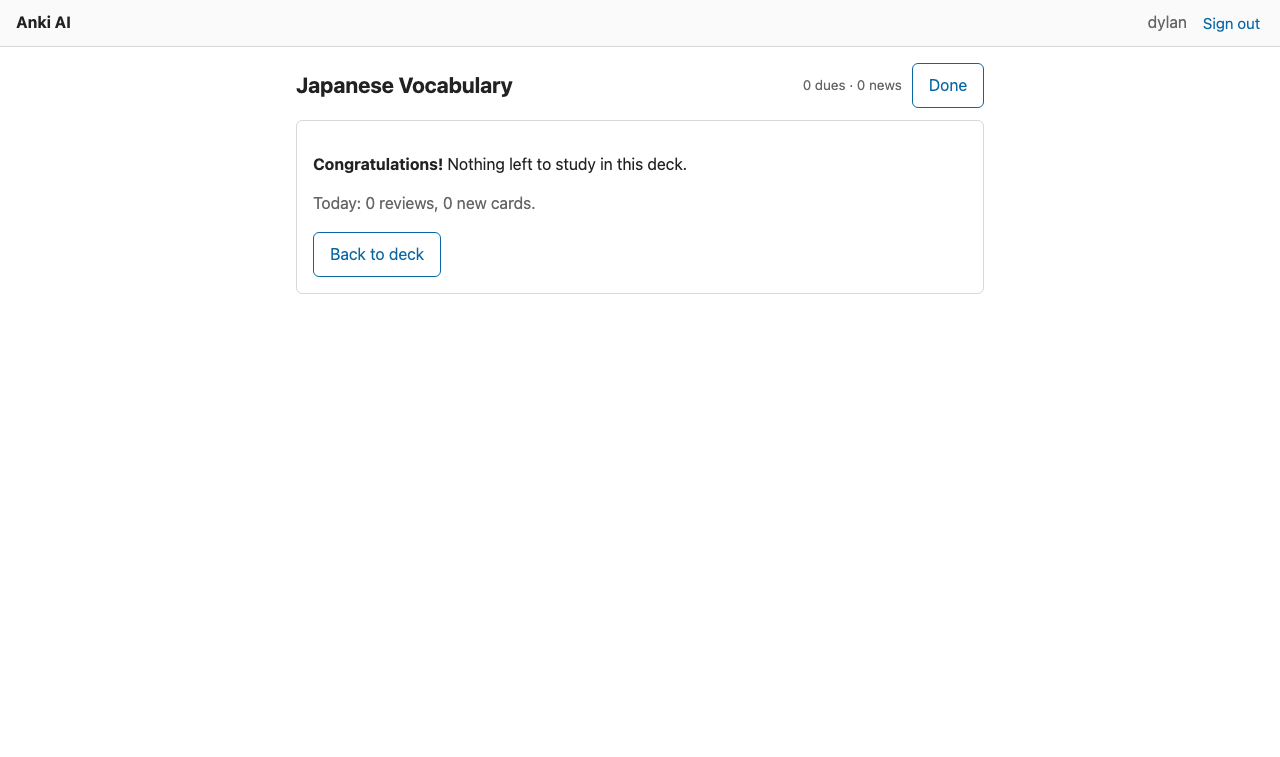 Anki AI
dylan
Sign out
Japanese Vocabulary
0 dues · 0 news
Done
Congratulations! Nothing left to study in this deck.
Today: 0 reviews, 0 new cards.
Back to deck